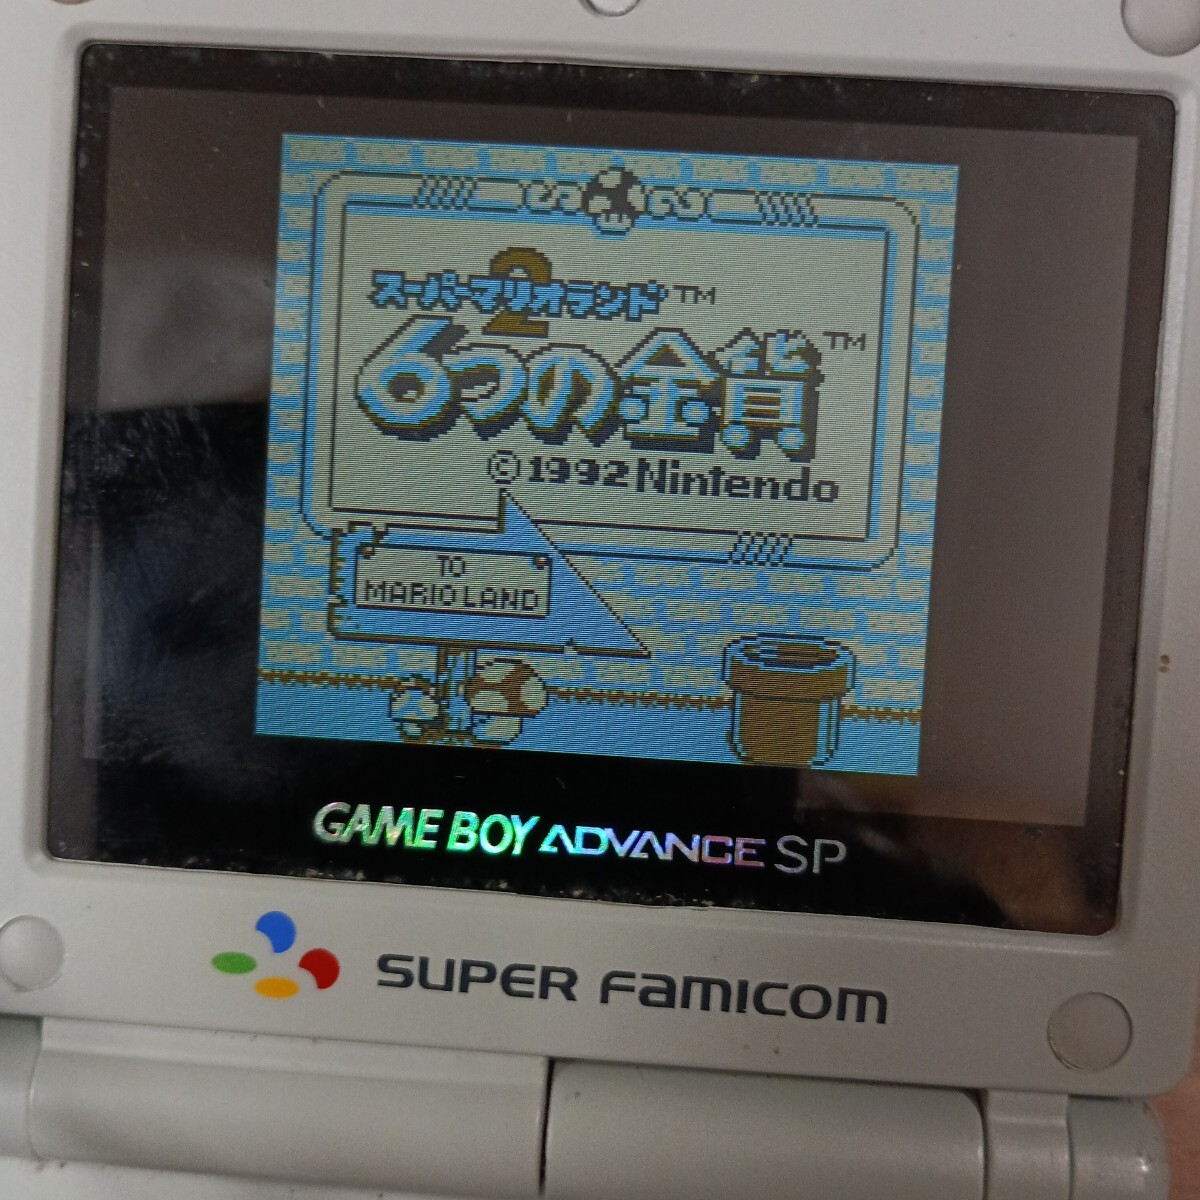 スーパーマリオランド™
2
6つの金貨™
©1992 Nintendo
TO
MARIO LAND
GAME BOY ADVANCE SP
SUPER FAMICOM